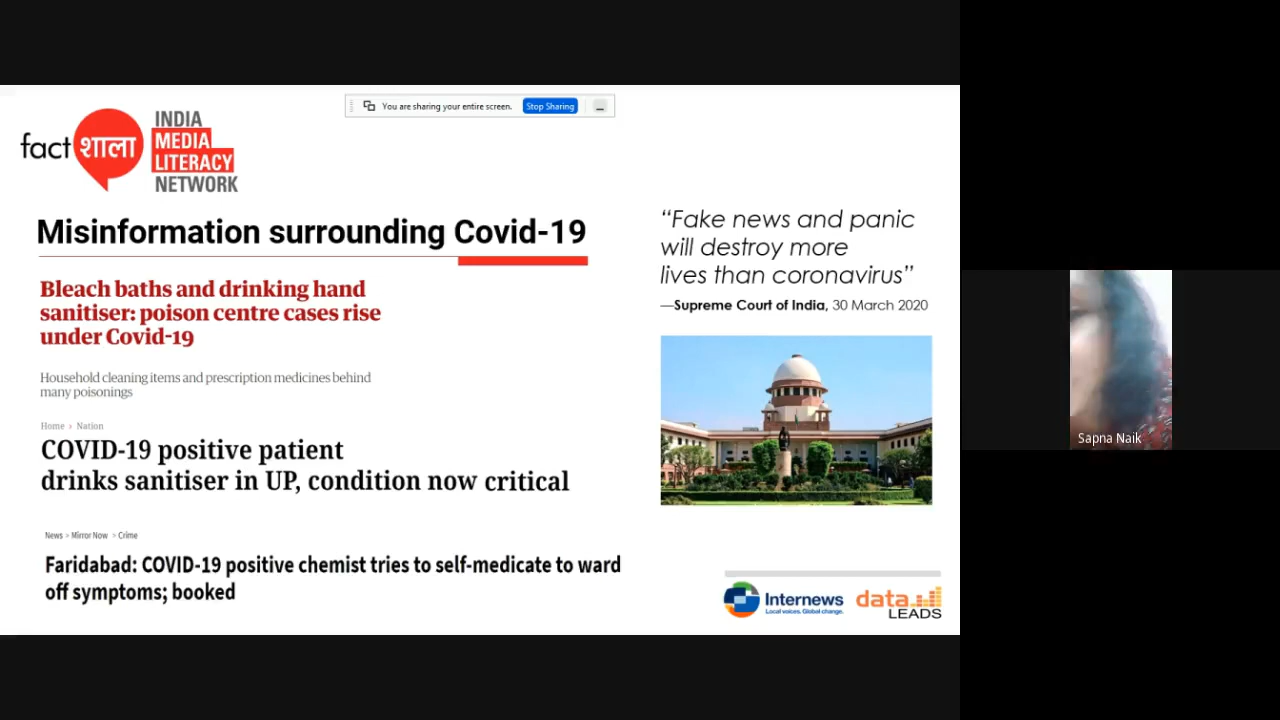 You are sharing your entire screen. Stop Sharing
fact शाला
INDIA
MEDIA
LITERACY
NETWORK
Misinformation surrounding Covid-19
Bleach baths and drinking hand
sanitiser: poison centre cases rise
under Covid-19
Household cleaning items and prescription medicines behind
many poisonings
Home > Nation
COVID-19 positive patient
drinks sanitiser in UP, condition now critical
News > Mirror Now > Crime
Faridabad: COVID-19 positive chemist tries to self-medicate to ward
off symptoms; booked
“Fake news and panic
will destroy more
lives than coronavirus”
—Supreme Court of India, 30 March 2020
Internews
Local voices. Global change.
data
LEADS
Sapna Naik